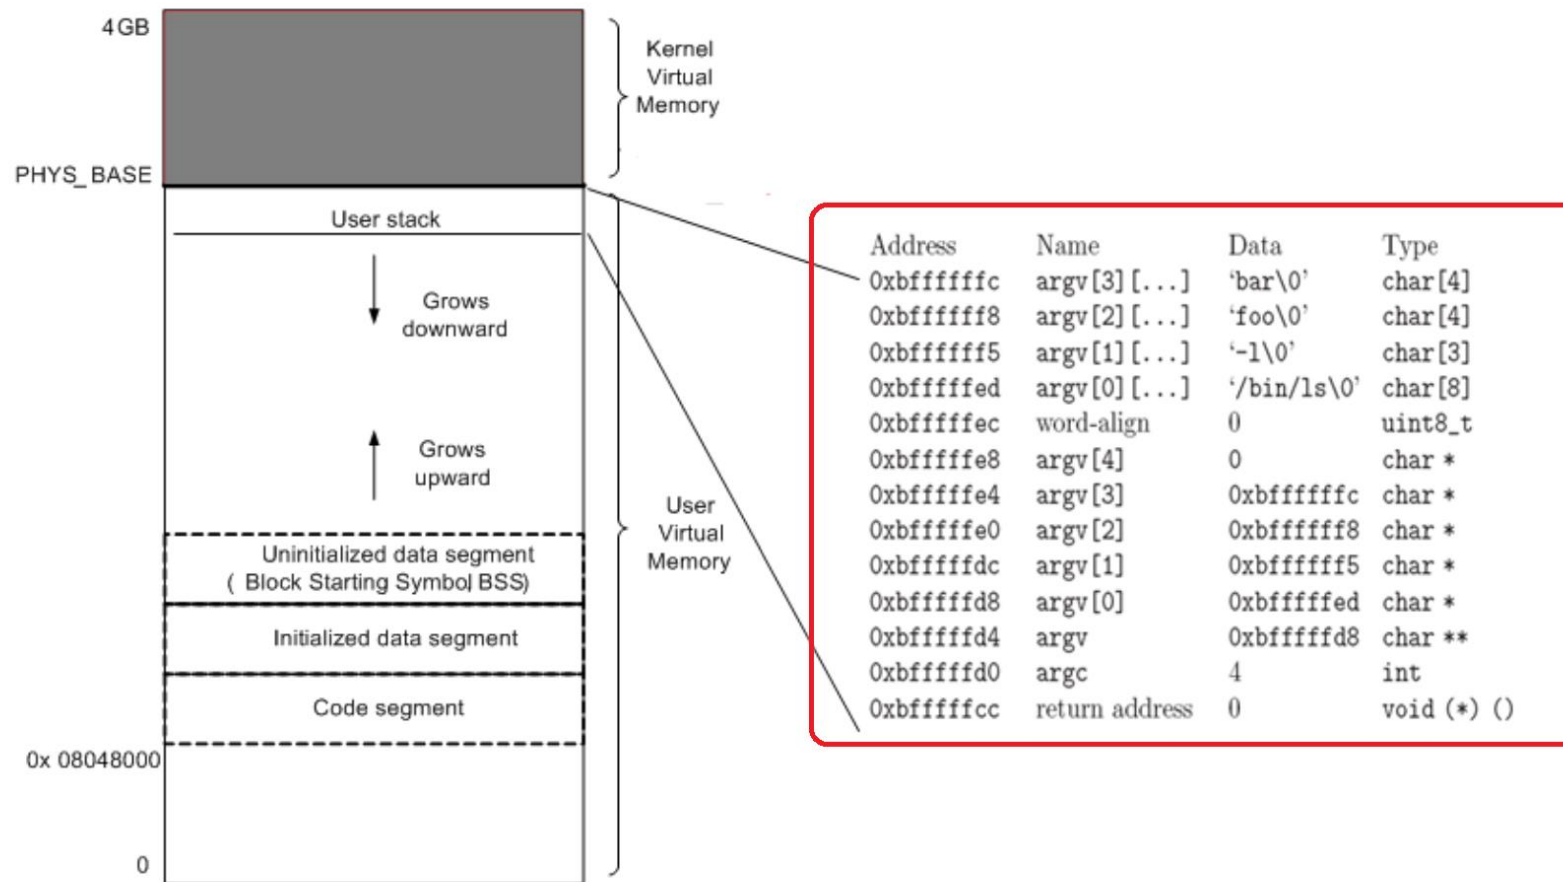 4GB
Kernel
Virtual
Memory
PHYS_BASE
User stack
Grows
downward
Grows
upward
User
Virtual
Memory
Uninitialized data segment
( Block Starting Symbol, BSS)
Initialized data segment
Code segment
0x 08048000
0
Address Name Data Type
0xbffffffc argv[3][...] ‘bar\0’ char[4]
0xbffffff8 argv[2][...] ‘foo\0’ char[4]
0xbffffff5 argv[1][...] ‘-l\0’ char[3]
0xbfffffed argv[0][...] ‘/bin/ls\0’ char[8]
0xbfffffec word-align 0 uint8_t
0xbfffffe8 argv[4] 0 char *
0xbfffffe4 argv[3] 0xbffffffc char *
0xbfffffe0 argv[2] 0xbffffff8 char *
0xbfffffdc argv[1] 0xbffffff5 char *
0xbfffffd8 argv[0] 0xbfffffed char *
0xbfffffd4 argv 0xbfffffd8 char **
0xbfffffd0 argc 4 int
0xbfffffcc return address 0 void (*) ()